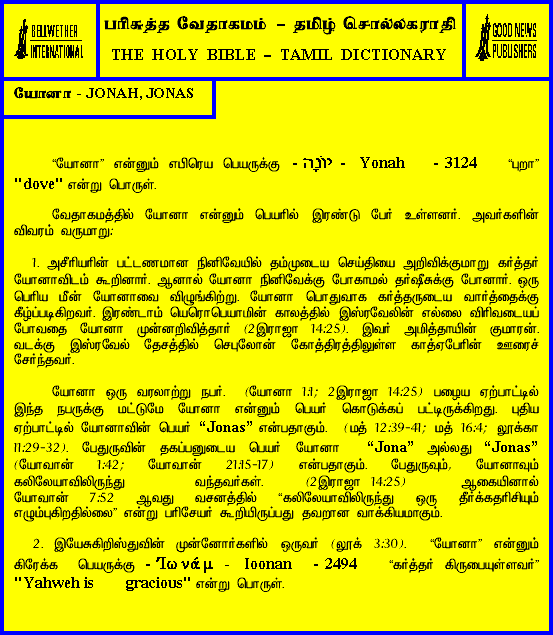 BELLWETHER
INTERNATIONAL
பரிசுத்த வேதாகமம் – தமிழ் சொல்லகராதி
THE HOLY BIBLE – TAMIL DICTIONARY
GOOD NEWS
PUBLISHERS
யோனா - JONAH, JONAS
“யோனா” என்னும் எபிரெய பெயருக்கு - יוֹנָה - Yonah - 3124 “புறா”
"dove" என்று பொருள்.
வேதாகமத்தில் யோனா என்னும் பெயரில் இரண்டு பேர் உள்ளனர். அவர்களின்
விவரம் வருமாறு:
1. அசீரியரின் பட்டணமான நினிவேயில் தம்முடைய செய்தியை அறிவிக்குமாறு கர்த்தர்
யோனாவிடம் கூறினார். ஆனால் யோனா நினிவேக்கு போகாமல் தர்ஷீசுக்கு போனார். ஒரு
பெரிய மீன் யோனாவை விழுங்கிற்று. யோனா பொதுவாக கர்த்தருடைய வார்த்தைக்கு
கீழ்ப்படிகிறவர். இரண்டாம் யெரொபெயாமின் காலத்தில் இஸ்ரவேலின் எல்லை விரிவடையப்
போவதை யோனா முன்னறிவித்தார் (2இராஜா 14:25). இவர் அமித்தாயின் குமாரன்.
வடக்கு இஸ்ரவேல் தேசத்தில் செபுலோன் கோத்திரத்திலுள்ள காத்ஏபேரின் ஊரைச்
சேர்ந்தவர்.
யோனா ஒரு வரலாற்று நபர். (யோனா 1:1; 2இராஜா 14:25) பழைய ஏற்பாட்டில்
இந்த நபருக்கு மட்டுமே யோனா என்னும் பெயர் கொடுக்கப் பட்டிருக்கிறது. புதிய
ஏற்பாட்டில் யோனாவின் பெயர் “Jonas” என்பதாகும். (மத் 12:39-41; மத் 16:4; லூக்கா
11:29-32). பேதுருவின் தகப்பனுடைய பெயர் யோனா “Jona” அல்லது “Jonas”
(யோவான் 1:42; யோவான் 21:15-17) என்பதாகும். பேதுருவும், யோனாவும்
கலிலேயாவிலிருந்து வந்தவர்கள். (2இராஜா 14:25) ஆகையினால்
யோவான் 7:52 ஆவது வசனத்தில் “கலிலேயாவிலிருந்து ஒரு தீர்க்கதரிசியும்
எழும்புகிறதில்லை” என்று பரிசேயர் கூறியிருப்பது தவறான வாக்கியமாகும்.
2. இயேசுகிறிஸ்துவின் முன்னோர்களில் ஒருவர் (லூக் 3:30). “யோனா” என்னும்
கிரேக்க பெயருக்கு - Ἰωνάμ - Ioonan - 2494 “கர்த்தர் கிருபையுள்ளவர்”
"Yahweh is gracious" என்று பொருள்.